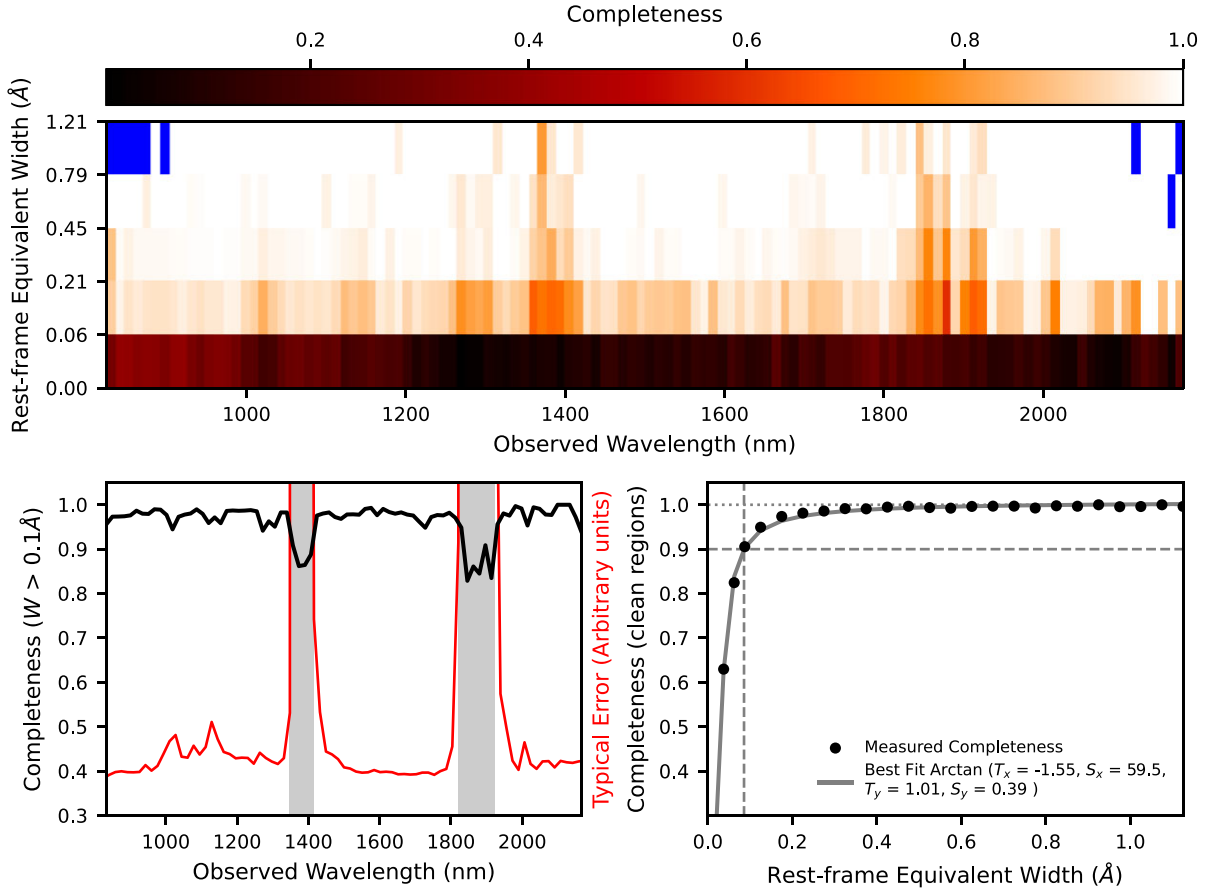 Completeness
0.2 0.4 0.6 0.8 1.0
Rest-frame Equivalent Width (Å)
1.21
0.79
0.45
0.21
0.06
0.00
1000 1200 1400 1600 1800 2000
Observed Wavelength (nm)
Completeness (W > 0.1Å)
1.0
0.9
0.8
0.7
0.6
0.5
0.4
0.3
1000 1200 1400 1600 1800 2000
Observed Wavelength (nm)
Typical Error (Arbitrary units)
Completeness (clean regions)
1.0
0.9
0.8
0.7
0.6
0.5
0.4
Measured Completeness
Best Fit Arctan (Tx = -1.55, Sx = 59.5,
Ty = 1.01, Sy = 0.39 )
0.0 0.2 0.4 0.6 0.8 1.0
Rest-frame Equivalent Width (Å)